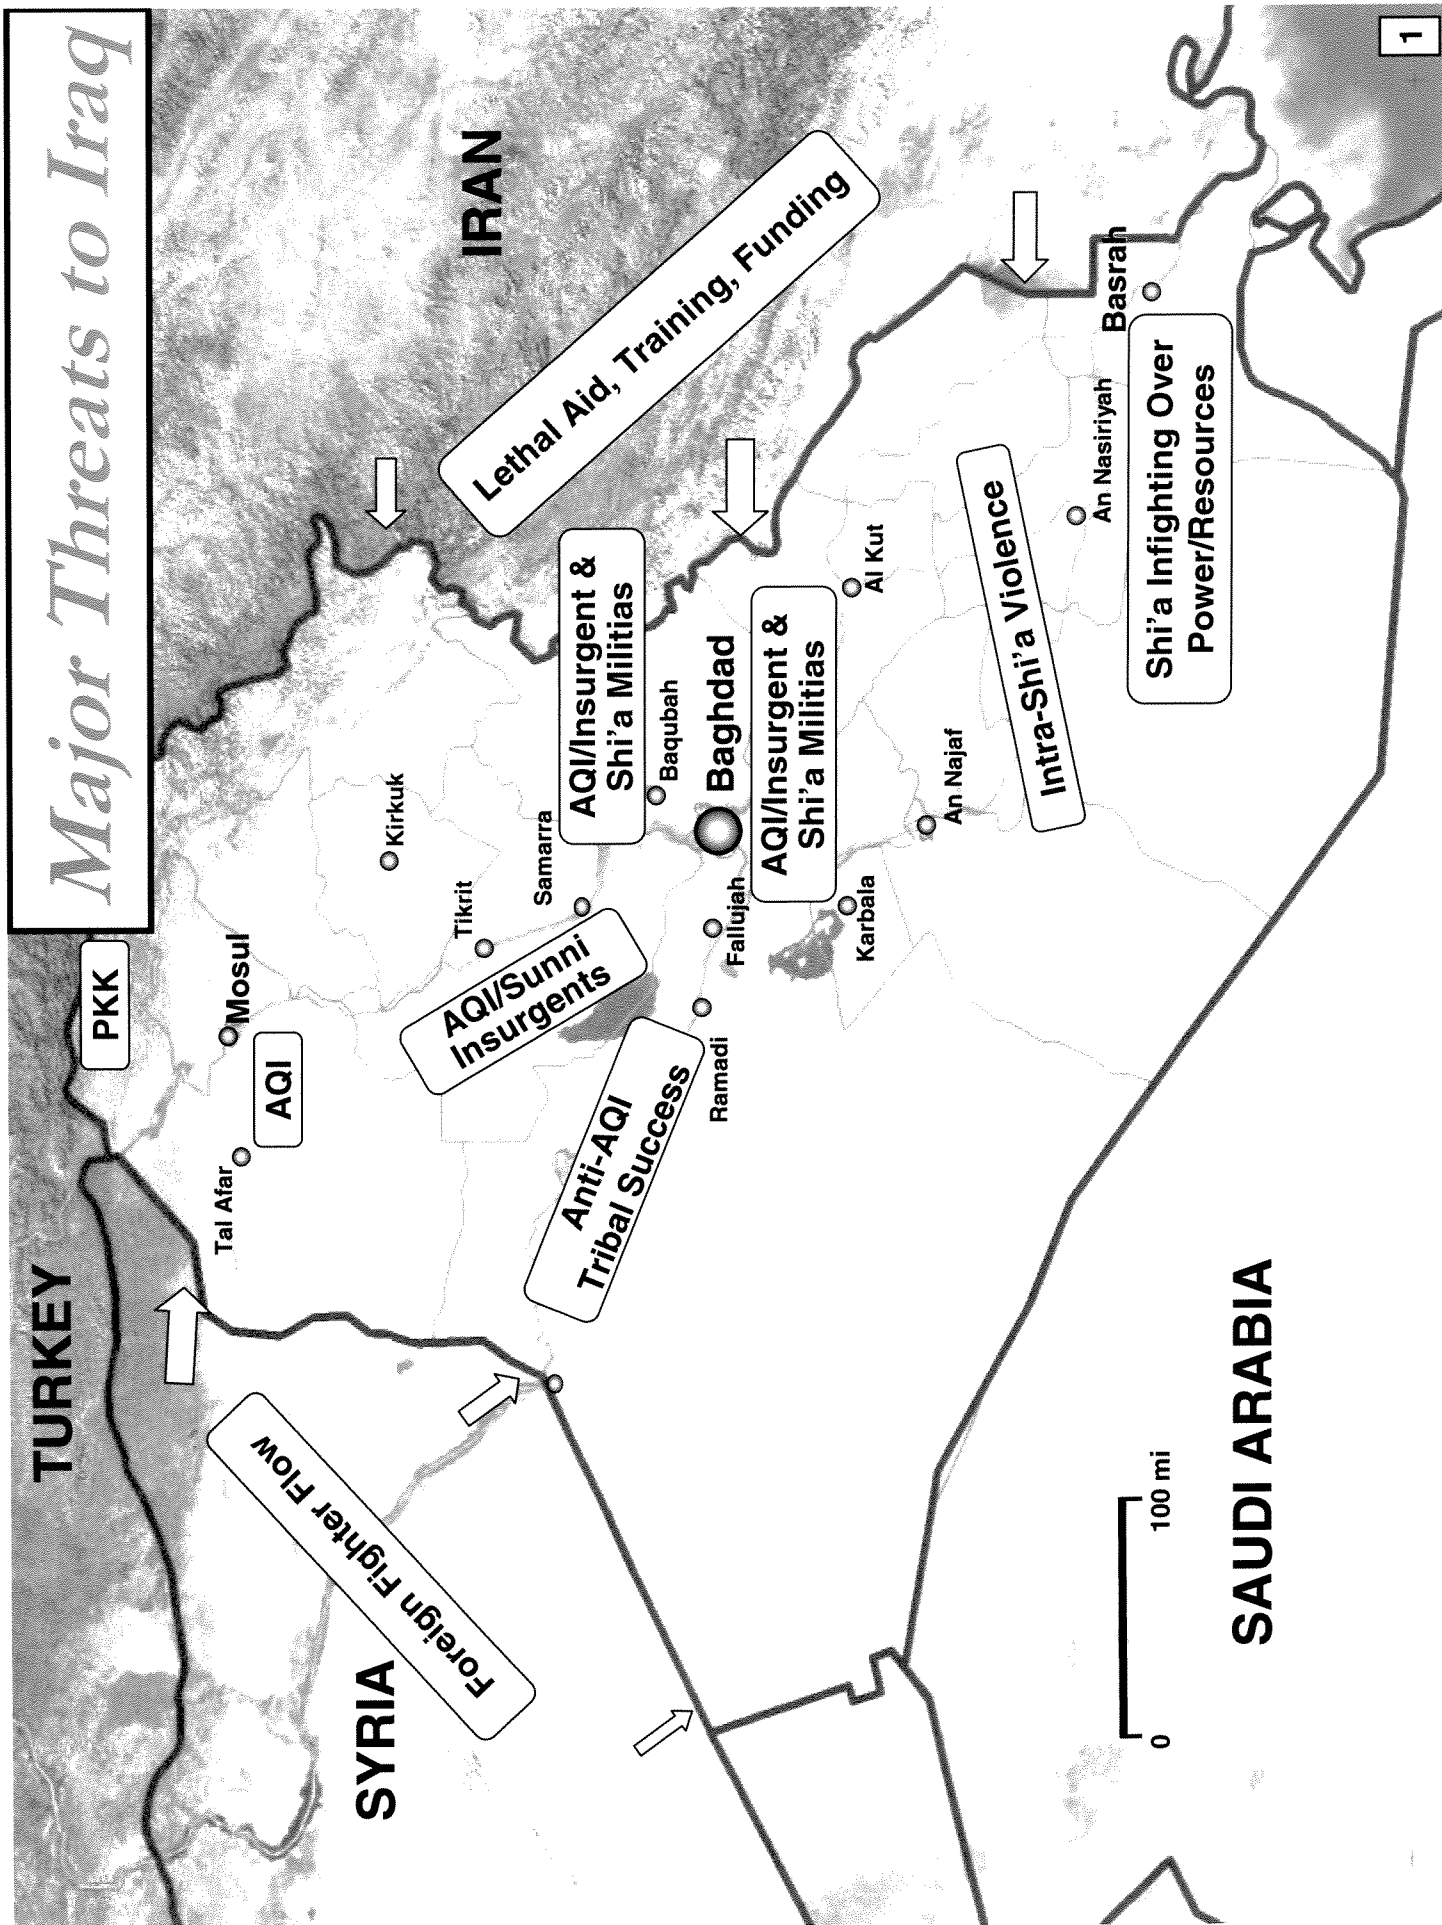 Major Threats to Iraq
TURKEY
PKK
Mosul
Tal Afar
AQI
Kirkuk
IRAN
SYRIA
Foreign Fighter Flow
Tikrit
AQI/Sunni
Insurgents
Samarra
AQI/Insurgent &
Shi'a Militias
Lethal Aid, Training, Funding
Baqubah
Anti-AQI
Tribal Success
Ramadi
Fallujah
Baghdad
AQI/Insurgent &
Shi'a Militias
Karbala
Al Kut
An Najaf
Intra-Shi'a Violence
An Nasiriyah
Basrah
Shi'a Infighting Over
Power/Resources
0
100 mi
SAUDI ARABIA
1